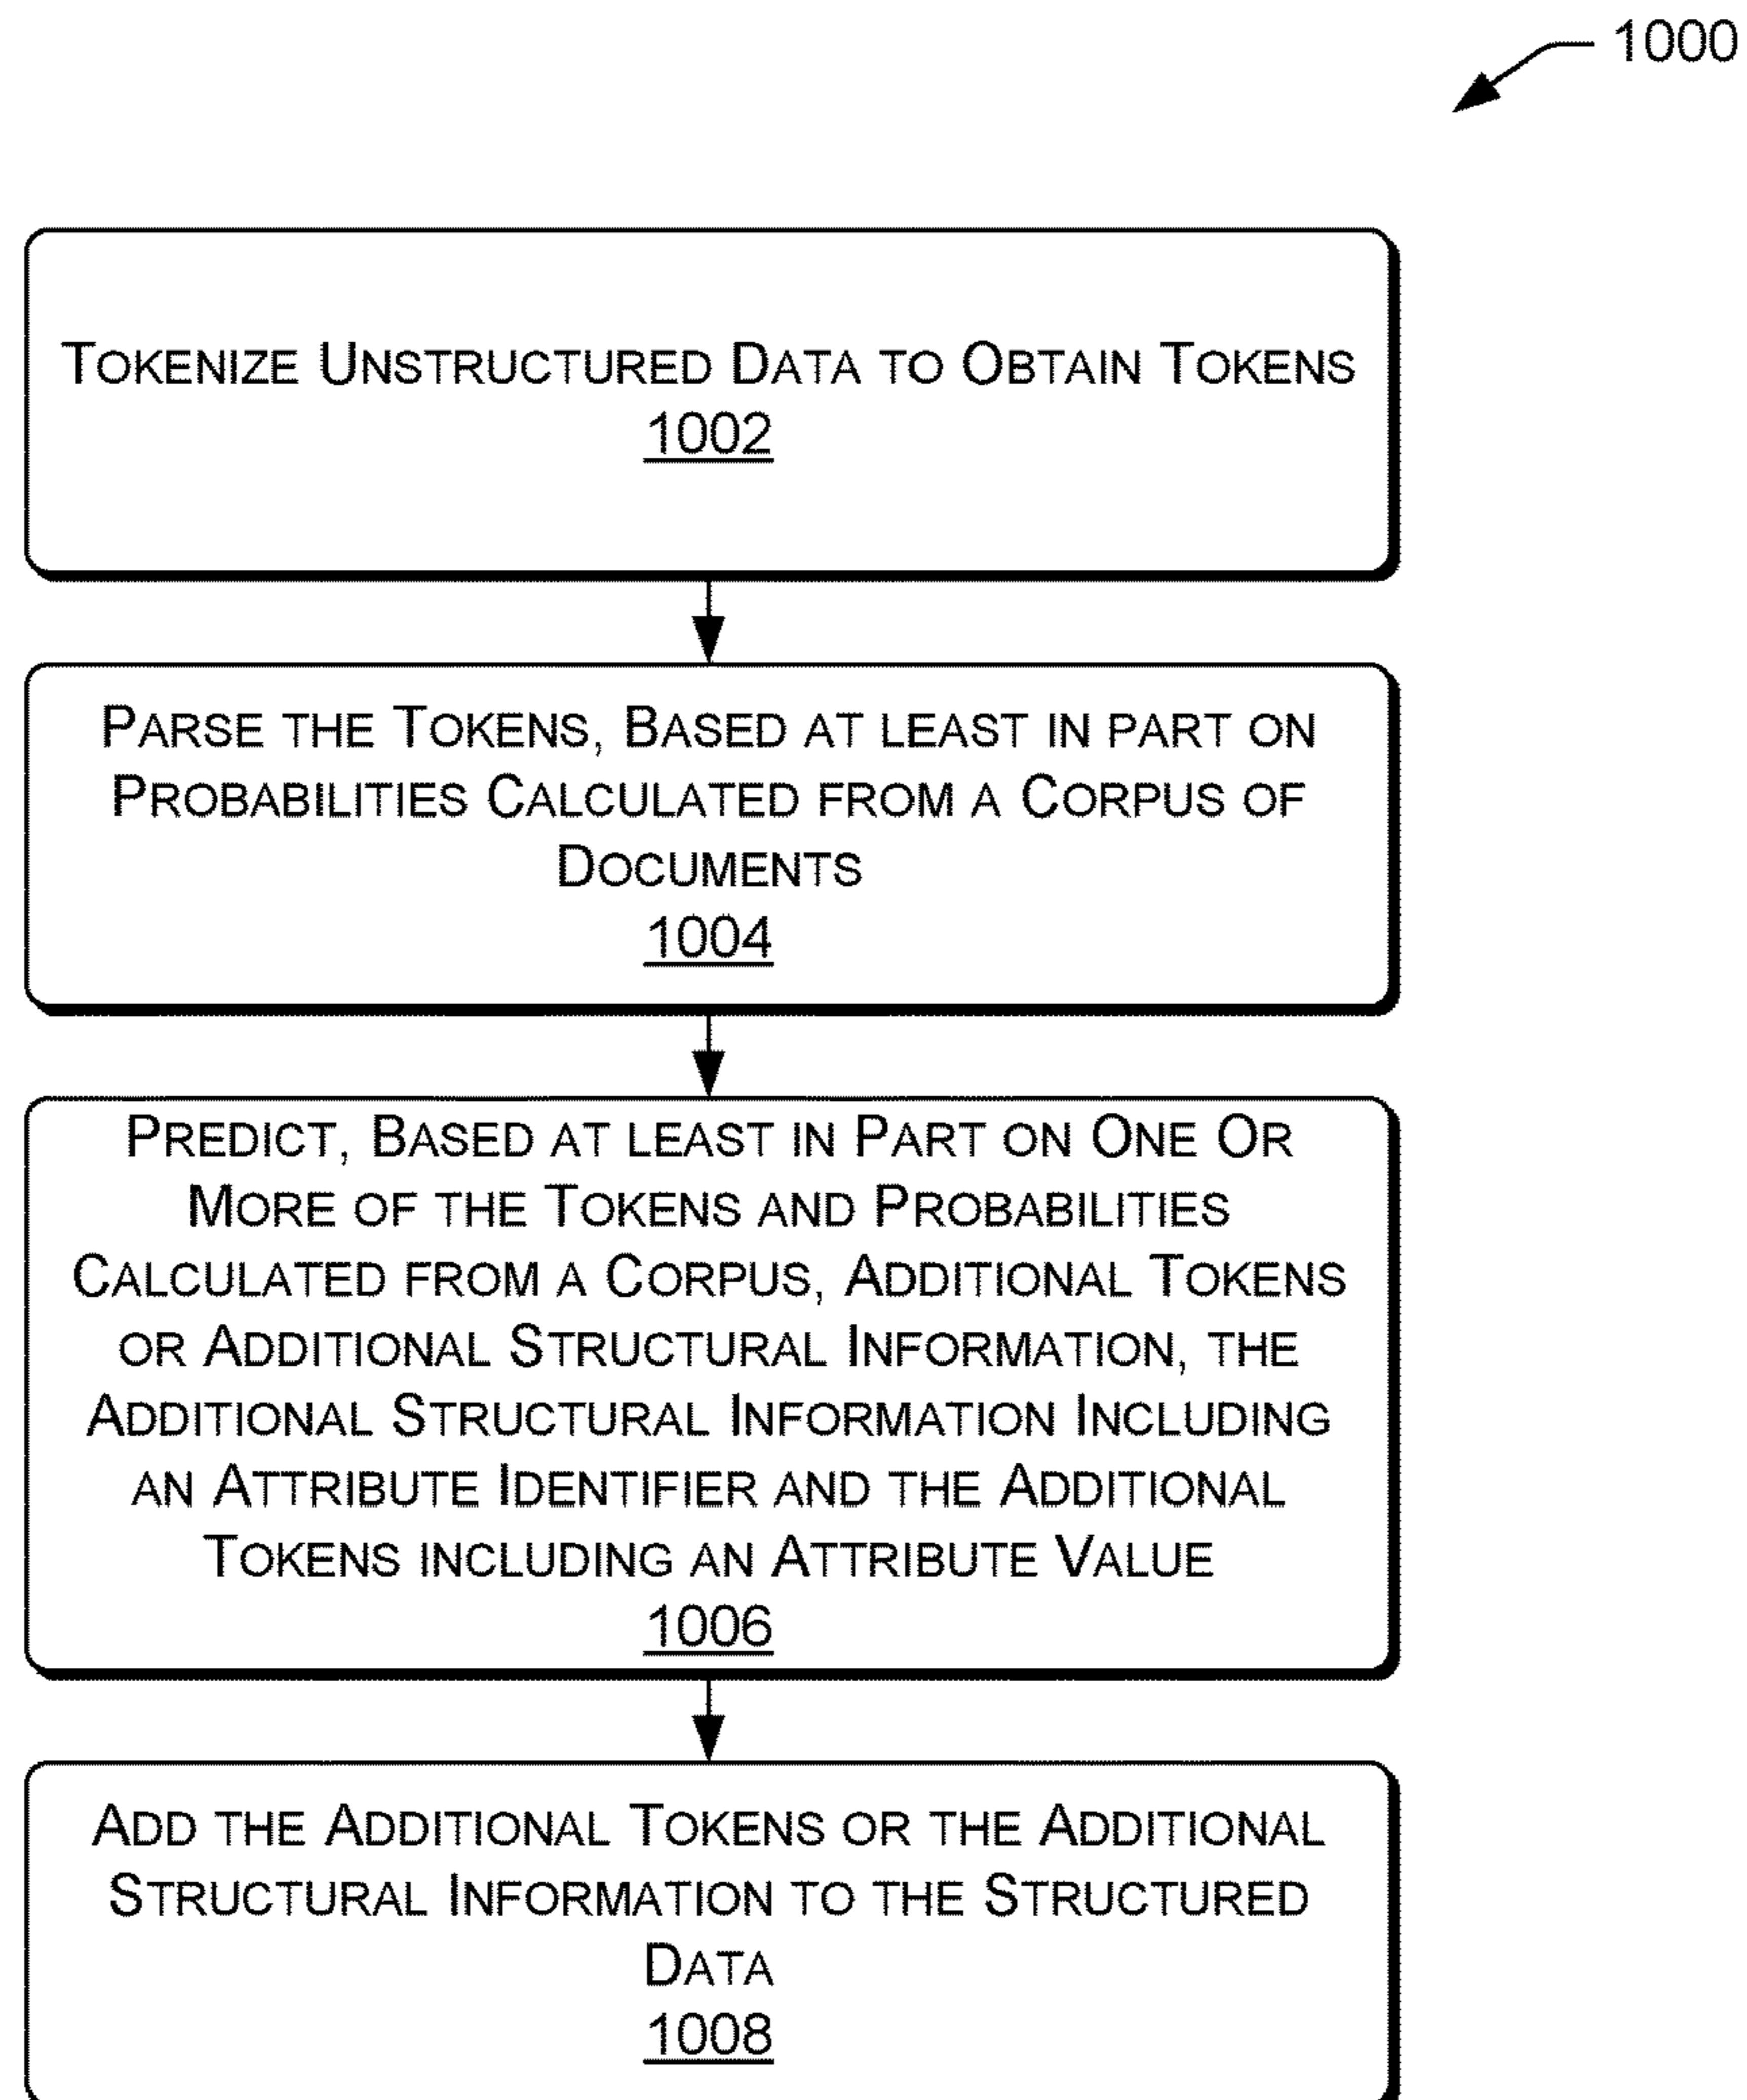 1000
TOKENIZE UNSTRUCTURED DATA TO OBTAIN TOKENS
1002
PARSE THE TOKENS, BASED AT LEAST IN PART ON
PROBABILITIES CALCULATED FROM A CORPUS OF
DOCUMENTS
1004
PREDICT, BASED AT LEAST IN PART ON ONE OR
MORE OF THE TOKENS AND PROBABILITIES
CALCULATED FROM A CORPUS, ADDITIONAL TOKENS
OR ADDITIONAL STRUCTURAL INFORMATION, THE
ADDITIONAL STRUCTURAL INFORMATION INCLUDING
AN ATTRIBUTE IDENTIFIER AND THE ADDITIONAL
TOKENS INCLUDING AN ATTRIBUTE VALUE
1006
ADD THE ADDITIONAL TOKENS OR THE ADDITIONAL
STRUCTURAL INFORMATION TO THE STRUCTURED
DATA
1008